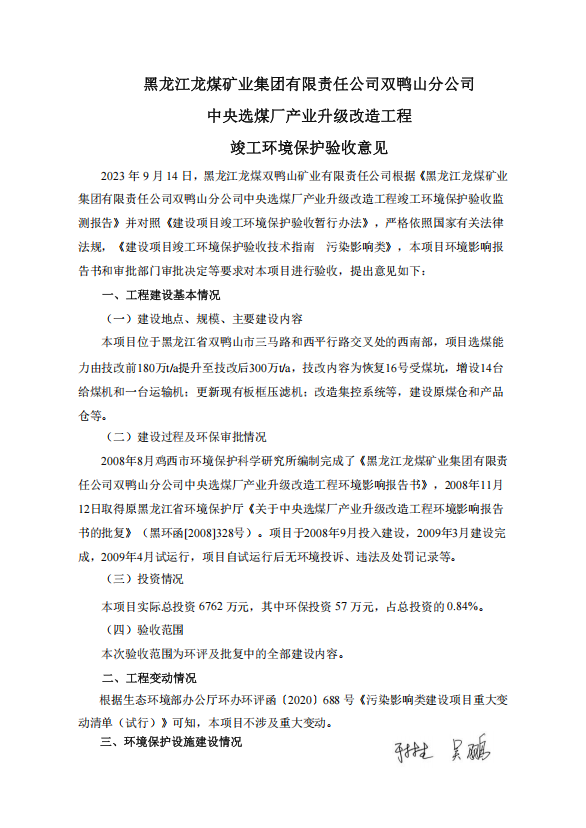 黑龙江龙煤矿业集团有限责任公司双鸭山分公司
中央选煤厂产业升级改造工程
竣工环境保护验收意见
2023 年 9 月 14 日，黑龙江龙煤双鸭山矿业有限责任公司根据《黑龙江龙煤矿业
集团有限责任公司双鸭山分公司中央选煤厂产业升级改造工程竣工环境保护验收监
测报告》并对照《建设项目竣工环境保护验收暂行办法》，严格依照国家有关法律
法规，《建设项目竣工环境保护验收技术指南　污染影响类》，本项目环境影响报
告书和审批部门审批决定等要求对本项目进行验收，提出意见如下：
一、工程建设基本情况
（一）建设地点、规模、主要建设内容
本项目位于黑龙江省双鸭山市三马路和西平行路交叉处的西南部，项目选煤能
力由技改前180万t/a提升至技改后300万t/a，技改内容为恢复16号受煤坑，增设14台
给煤机和一台运输机；更新现有板框压滤机；改造集控系统等，建设原煤仓和产品
仓等。
（二）建设过程及环保审批情况
2008年8月鸡西市环境保护科学研究所编制完成了《黑龙江龙煤矿业集团有限责
任公司双鸭山分公司中央选煤厂产业升级改造工程环境影响报告书》，2008年11月
12日取得原黑龙江省环境保护厅《关于中央选煤厂产业升级改造工程环境影响报告
书的批复》（黑环函[2008]328号）。项目于2008年9月投入建设，2009年3月建设完
成，2009年4月试运行，项目自试运行后无环境投诉、违法及处罚记录等。
（三）投资情况
本项目实际总投资 6762 万元，其中环保投资 57 万元，占总投资的 0.84%。
（四）验收范围
本次验收范围为环评及批复中的全部建设内容。
二、工程变动情况
根据生态环境部办公厅环办环评函〔2020〕688 号《污染影响类建设项目重大变
动清单（试行）》可知，本项目不涉及重大变动。
三、环境保护设施建设情况
吴鹏